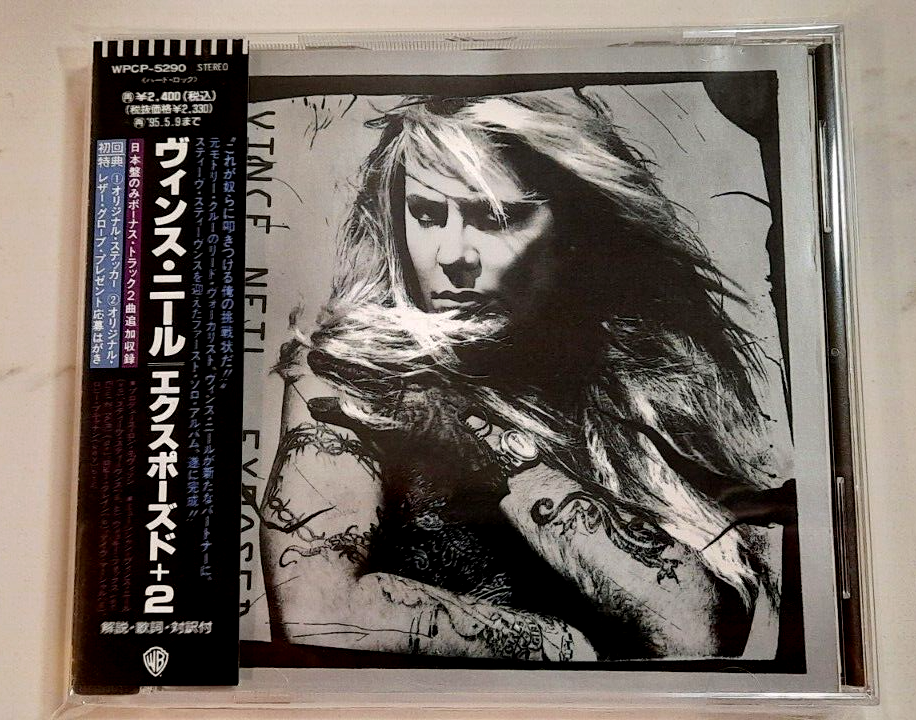 WPCP-5290 STEREO
〈ハード・ロック〉
㊐¥2,400(税込)
(税抜価格¥2,330)
㊐'95.5.9まで
“これが奴らに叩きつける俺の挑戦状だ!!”
元モトリー・クルーのリード・ヴォーカリスト、ヴィンス・ニールが新たなパートナーに、
スティーヴ・スティーヴンスを迎えたファースト・ソロ・アルバム、遂に完成!!
ヴィンス・ニール
エクスポーズド+2
日本盤のみボーナス・トラック2曲追加収録
初回特典
①オリジナル・ステッカー ②オリジナル・
レザー・グローブ・プレゼント応募はがき
解説・歌詞・対訳付
WB
VINCE NEIL EXPOSED